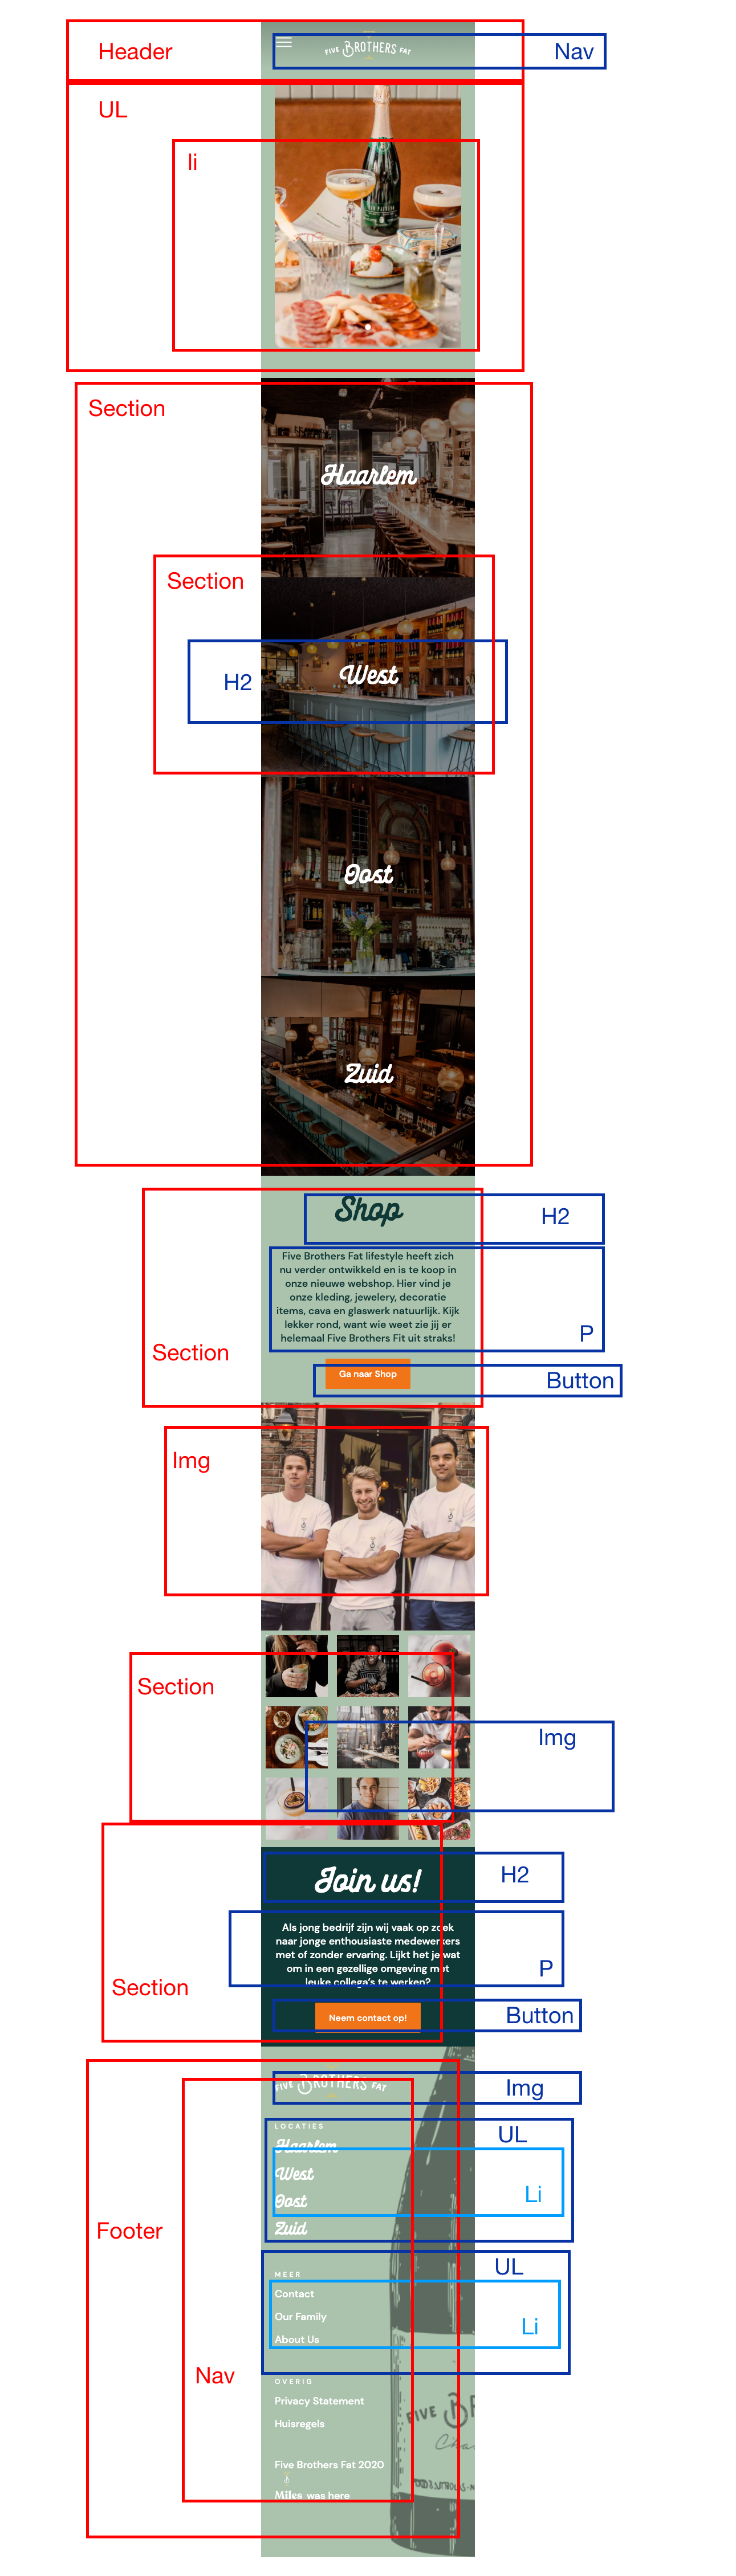 Header
FIVE BROTHERS FAT
Nav
UL
li
Section
Haarlem
Section
West
H2
Oost
Zuid
Shop
H2
Five Brothers Fat lifestyle heeft zich
nu verder ontwikkeld en is te koop in
onze nieuwe webshop. Hier vind je
onze kleding, jewelery, decoratie
items, cava en glaswerk natuurlijk. Kijk
lekker rond, want wie weet zie jij er
helemaal Five Brothers Fit uit straks!
P
Section
Ga naar Shop
Button
Img
Section
Img
Join us!
H2
Als jong bedrijf zijn wij vaak op zoek
naar jonge enthousiaste medewerkers
met of zonder ervaring. Lijkt het je wat
om in een gezellige omgeving met
leuke collega's te werken?
P
Section
Neem contact op!
Button
FIVE BROTHERS FAT
Img
LOCATIES
UL
Haarlem
West
Oost
Li
Zuid
Footer
MEER
UL
Contact
Our Family
Li
About Us
Nav
OVERIG
Privacy Statement
Huisregels
FIVE
Five Brothers Fat 2020
Miles was here